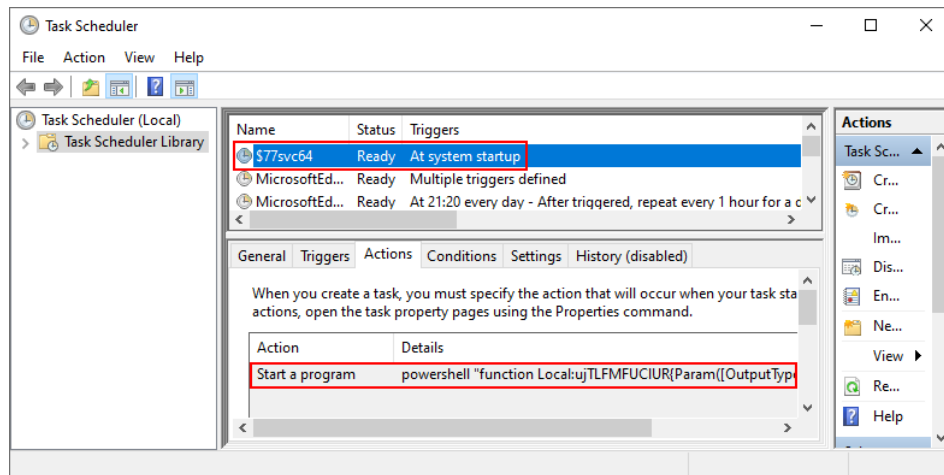 Task Scheduler
File Action View Help
Task Scheduler (Local)
Task Scheduler Library
Name Status Triggers
$77svc64 Ready At system startup
MicrosoftEd... Ready Multiple triggers defined
MicrosoftEd... Ready At 21:20 every day - After triggered, repeat every 1 hour for a d
General Triggers Actions Conditions Settings History (disabled)
When you create a task, you must specify the action that will occur when your task sta
actions, open the task property pages using the Properties command.
Action Details
Start a program powershell "function Local:ujTLFMFUCIUR{Param([OutputType
Actions
Task Sc...
Cr...
Cr...
Im...
Dis...
En...
Ne...
View
Re...
Help